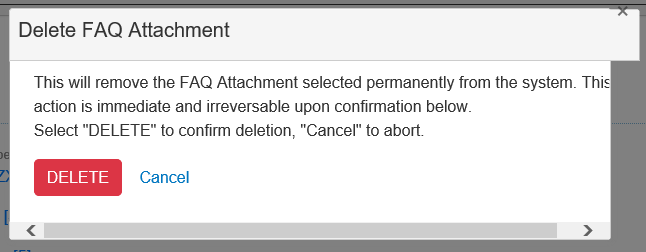 Delete FAQ Attachment
This will remove the FAQ Attachment selected permanently from the system. This
action is immediate and irreversable upon confirmation below.
Select "DELETE" to confirm deletion, "Cancel" to abort.
DELETE Cancel